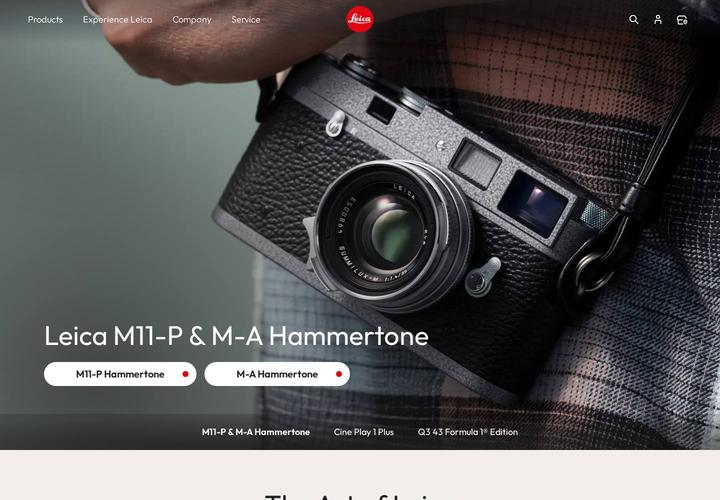 Products Experience Leica Company Service
Leica
LEICA
Leica M11-P & M-A Hammertone
M11-P Hammertone M-A Hammertone
M11-P & M-A Hammertone Cine Play 1 Plus Q3 43 Formula 1® Edition